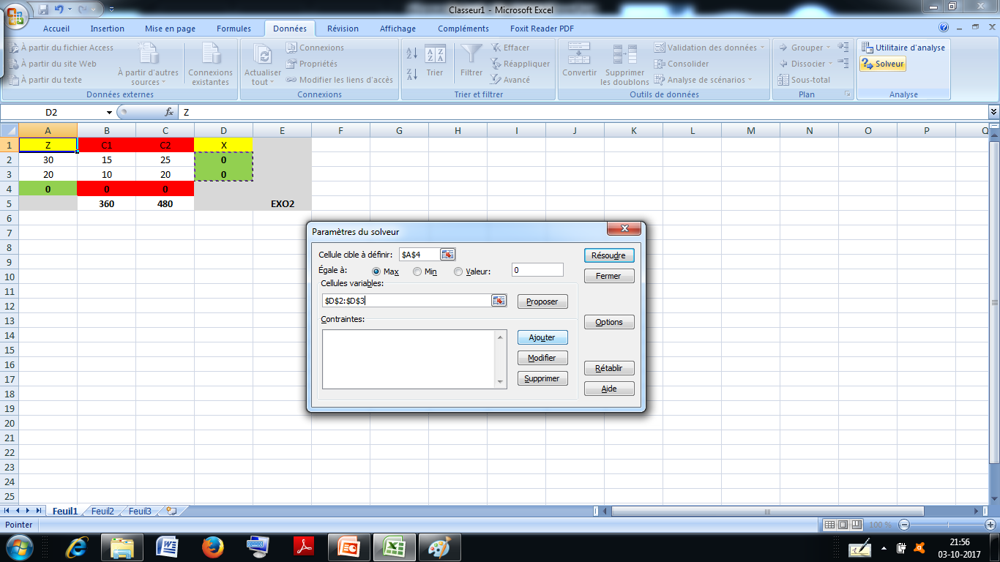 Classeur1 - Microsoft Excel
Accueil Insertion Mise en page Formules Données Révision Affichage Compléments Foxit Reader PDF
À partir du fichier Access
À partir du site Web
À partir du texte
À partir d'autres sources
Connexions existantes
Données externes
Actualiser tout
Connexions
Propriétés
Modifier les liens d'accès
Connexions
Trier
Filtrer
Effacer
Réappliquer
Avancé
Trier et filtrer
Convertir
Supprimer les doublons
Validation des données
Consolider
Analyse de scénarios
Outils de données
Grouper
Dissocier
Sous-total
Plan
Utilitaire d'analyse
Solveur
Analyse
D2 fx Z
A B C D E F G H I J K L M N O P Q
1 Z C1 C2 X
2 30 15 25 0
3 20 10 20 0
4 0 0 0
5 360 480 EXO2
6
7
8
9
10
11
12
13
14
15
16
17
18
19
20
21
22
23
24
25
Paramètres du solveur
Cellule cible à définir: $A$4 Résoudre
Égale à: Max Min Valeur: 0 Fermer
Cellules variables:
$D$2:$D$3 Proposer
Contraintes: Options
Ajouter
Modifier
Rétablir
Supprimer
Aide
Feuil1 Feuil2 Feuil3
Pointer 100 %
21:56
03-10-2017